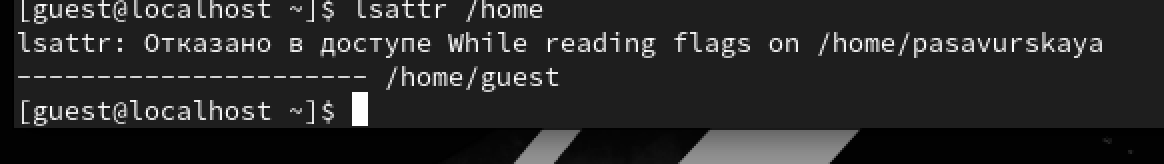 [guest@localhost ~]$ lsattr /home
lsattr: Отказано в доступе While reading flags on /home/pasavurskaya
---------------------- /home/guest
[guest@localhost ~]$